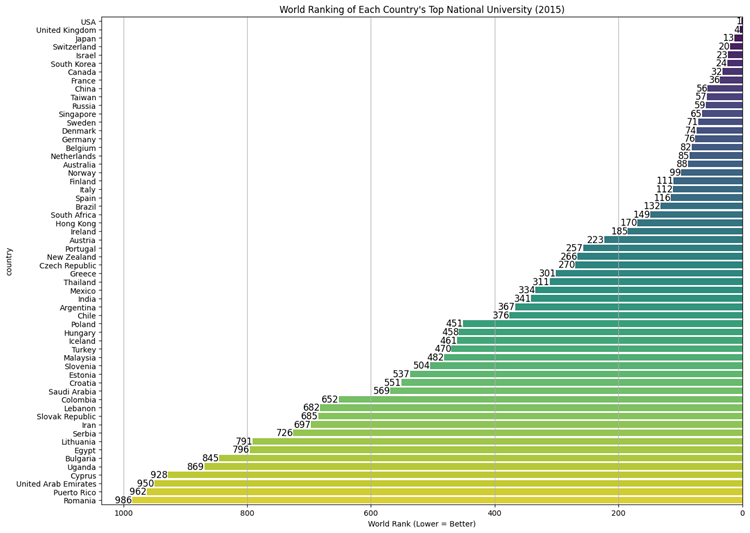 World Ranking of Each Country's Top National University (2015)
USA 1
United Kingdom 4
Japan 13
Switzerland 20
Israel 23
South Korea 24
Canada 32
France 36
China 56
Taiwan 57
Russia 59
Singapore 65
Sweden 71
Denmark 74
Germany 76
Belgium 82
Netherlands 85
Australia 88
Norway 99
Finland 111
Italy 112
Spain 116
Brazil 132
South Africa 149
Hong Kong 170
Ireland 185
Austria 223
Portugal 257
New Zealand 266
Czech Republic 270
Greece 301
Thailand 311
Mexico 334
India 341
Argentina 367
Chile 376
Poland 451
Hungary 458
Iceland 461
Turkey 470
Malaysia 482
Slovenia 504
Estonia 537
Croatia 551
Saudi Arabia 569
Colombia 652
Lebanon 682
Slovak Republic 685
Iran 697
Serbia 726
Lithuania 791
Egypt 796
Bulgaria 845
Uganda 869
Cyprus 928
United Arab Emirates 950
Puerto Rico 962
Romania 986
country
1000 800 600 400 200 0
World Rank (Lower = Better)